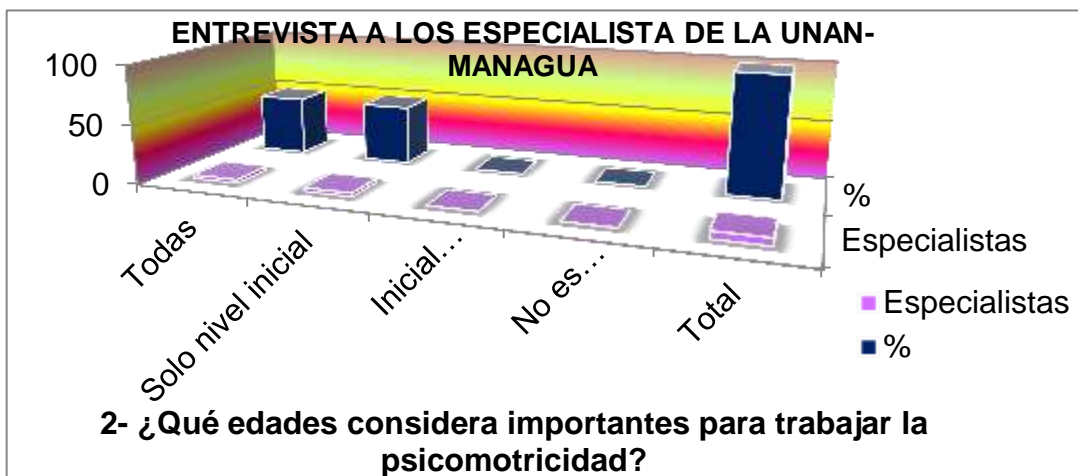 ENTREVISTA A LOS ESPECIALISTA DE LA UNAN-
MANAGUA
100
50
0
%
Especialistas
Todas
Solo nivel inicial
Inicial…
No es…
Total
Especialistas
%
2- ¿Qué edades considera importantes para trabajar la
psicomotricidad?